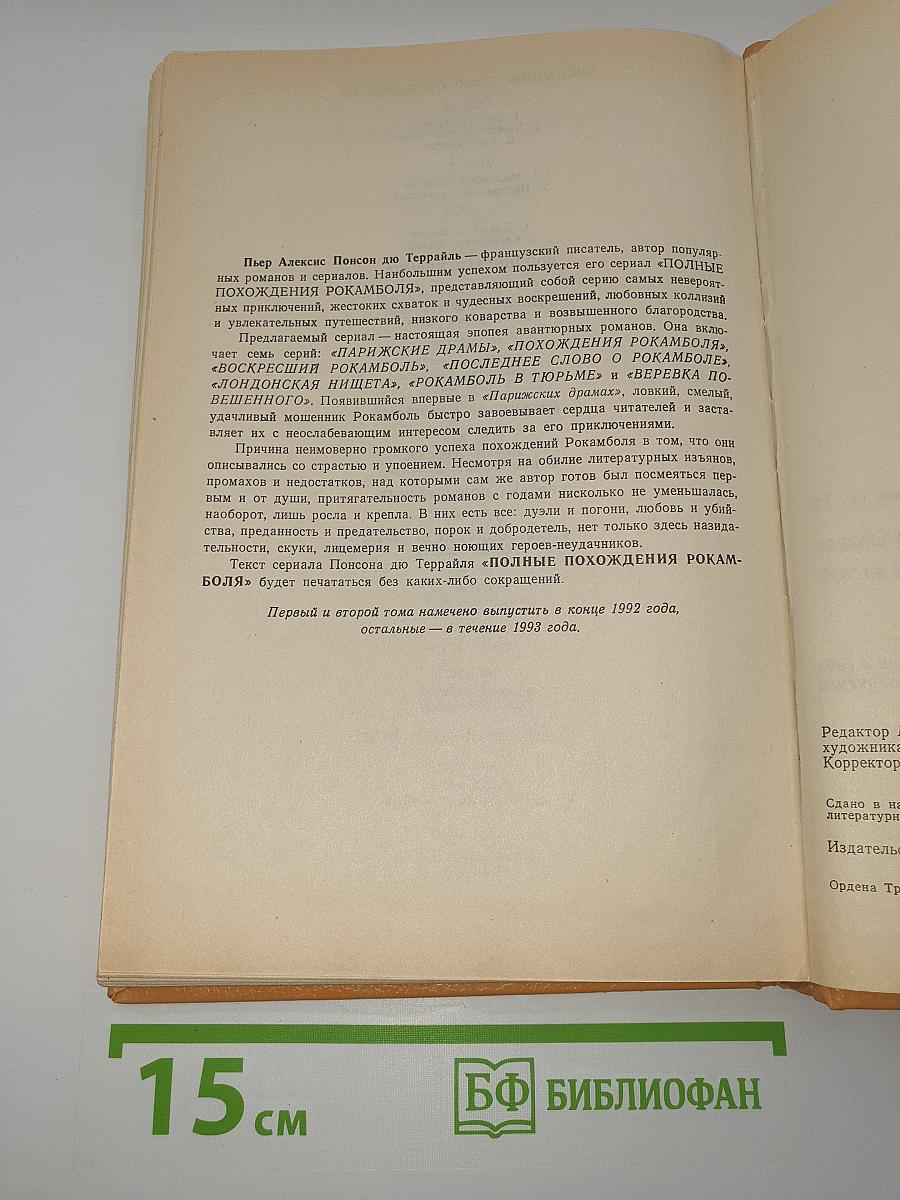 Пьер Алексис Понсон дю Террайль — французский писатель, автор популяр-
ных романов и сериалов. Наибольшим успехом пользуется его сериал «ПОЛНЫЕ
ПОХОЖДЕНИЯ РОКАМБОЛЯ», представляющий собой серию самых невероят-
ных приключений, жестоких схваток и чудесных воскрешений, любовных коллизий
и увлекательных путешествий, низкого коварства и возвышенного благородства.
Предлагаемый сериал — настоящая эпопея авантюрных романов. Она вклю-
чает семь серий: «ПАРИЖСКИЕ ДРАМЫ», «ПОХОЖДЕНИЯ РОКАМБОЛЯ»,
«ВОСКРЕСШИЙ РОКАМБОЛЬ», «ПОСЛЕДНЕЕ СЛОВО О РОКАМБОЛЕ»,
«ЛОНДОНСКАЯ НИЩЕТА», «РОКАМБОЛЬ В ТЮРЬМЕ» и «ВЕРЕВКА ПО-
ВЕШЕННОГО». Появившийся впервые в «Парижских драмах», ловкий, смелый,
удачливый мошенник Рокамболь быстро завоевывает сердца читателей и заста-
вляет их с неослабевающим интересом следить за его приключениями.
Причина неимоверно громкого успеха похождений Рокамболя в том, что они
описывались со страстью и упоением. Несмотря на обилие литературных изъянов,
промахов и недостатков, над которыми сам же автор готов был посмеяться пер-
вым и от души, притягательность романов с годами нисколько не уменьшалась,
наоборот, лишь росла и крепла. В них есть все: дуэли и погони, любовь и убий-
ства, преданность и предательство, порок и добродетель, нет только здесь назида-
тельности, скуки, лицемерия и вечно ноющих героев-неудачников.
Текст сериала Понсона дю Террайля «ПОЛНЫЕ ПОХОЖДЕНИЯ РОКАМ-
БОЛЯ» будет печататься без каких-либо сокращений.
Первый и второй тома намечено выпустить в конце 1992 года,
остальные — в течение 1993 года.
Редактор
художника
Корректор
Сдано в на
литературн
Издательс
Ордена Тр
15 см
БФ БИБЛИОФАН